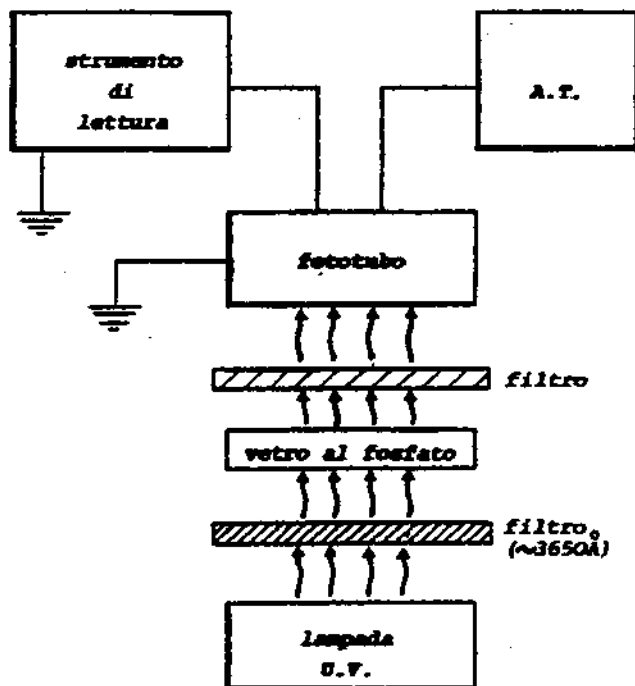 strumento
di
lettura
A.T.
fototubo
filtro
vetro al fosfato
filtro
(~3650Å)
lampada
U.V.